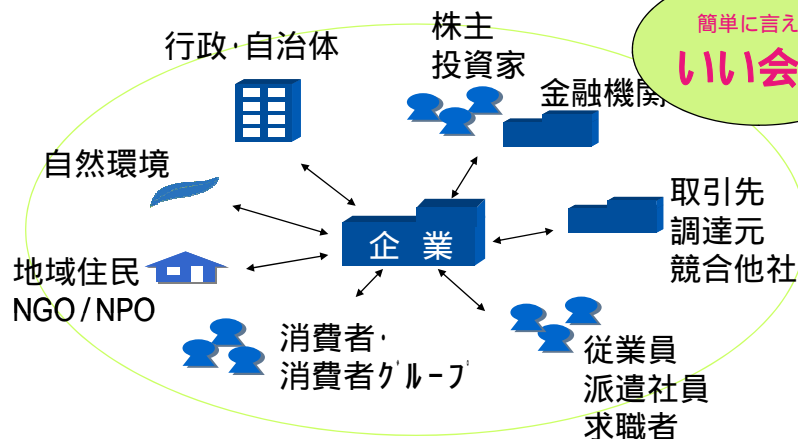 簡単に言え
いい会
行政・自治体
株主
投資家
金融機関
自然環境
取引先
調達元
競合他社
企 業
地域住民
NGO/NPO
消費者・
消費者ｸﾞﾙｰﾌﾟ
従業員
派遣社員
求職者